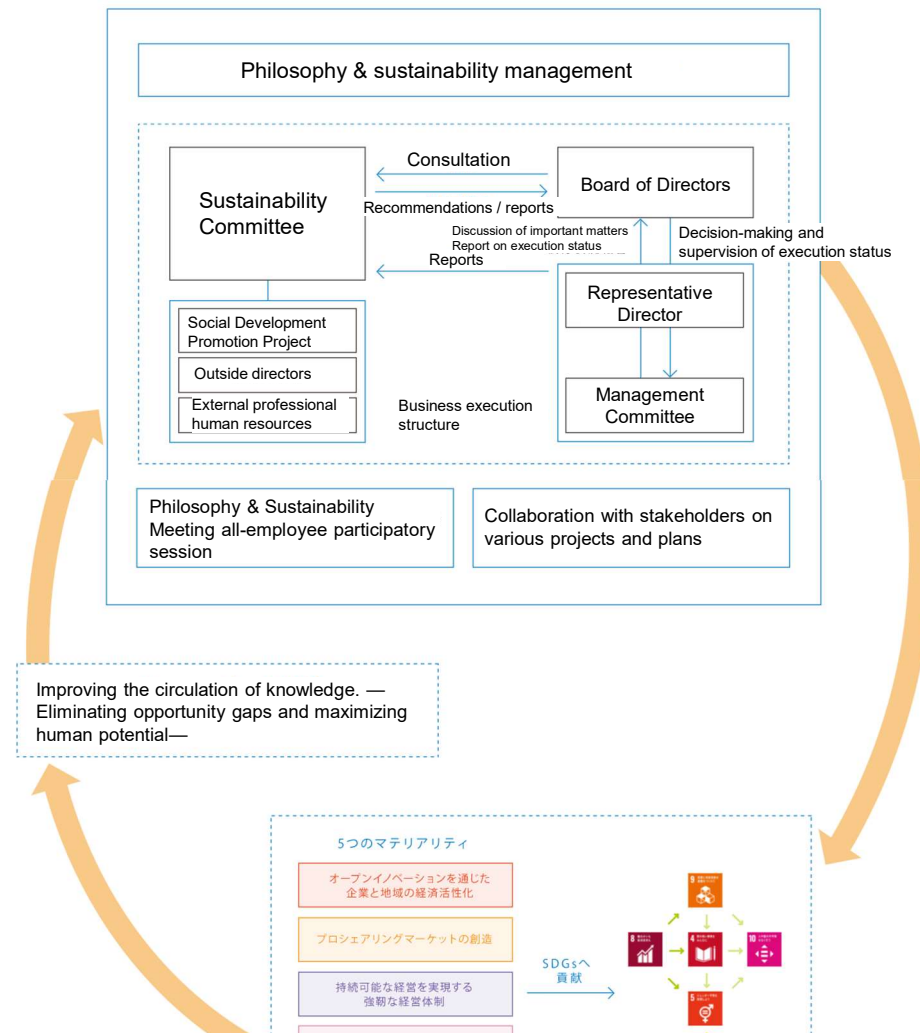 Philosophy & sustainability management
Consultation
Sustainability
Committee
Board of Directors
Recommendations / reports
Discussion of important matters
Report on execution status
Decision-making and
supervision of execution status
Reports
Representative
Director
Social Development
Promotion Project
Outside directors
External professional
human resources
Business execution
structure
Management
Committee
Philosophy & Sustainability
Meeting all-employee participatory
session
Collaboration with stakeholders on
various projects and plans
Improving the circulation of knowledge. —
Eliminating opportunity gaps and maximizing
human potential—
5つのマテリアリティ
オープンイノベーションを通じた
企業と地域の経済活性化
プロシェアリングマーケットの創造
持続可能な経営を実現する
強靭な経営体制
SDGsへ
貢献
9
8
4
10
5